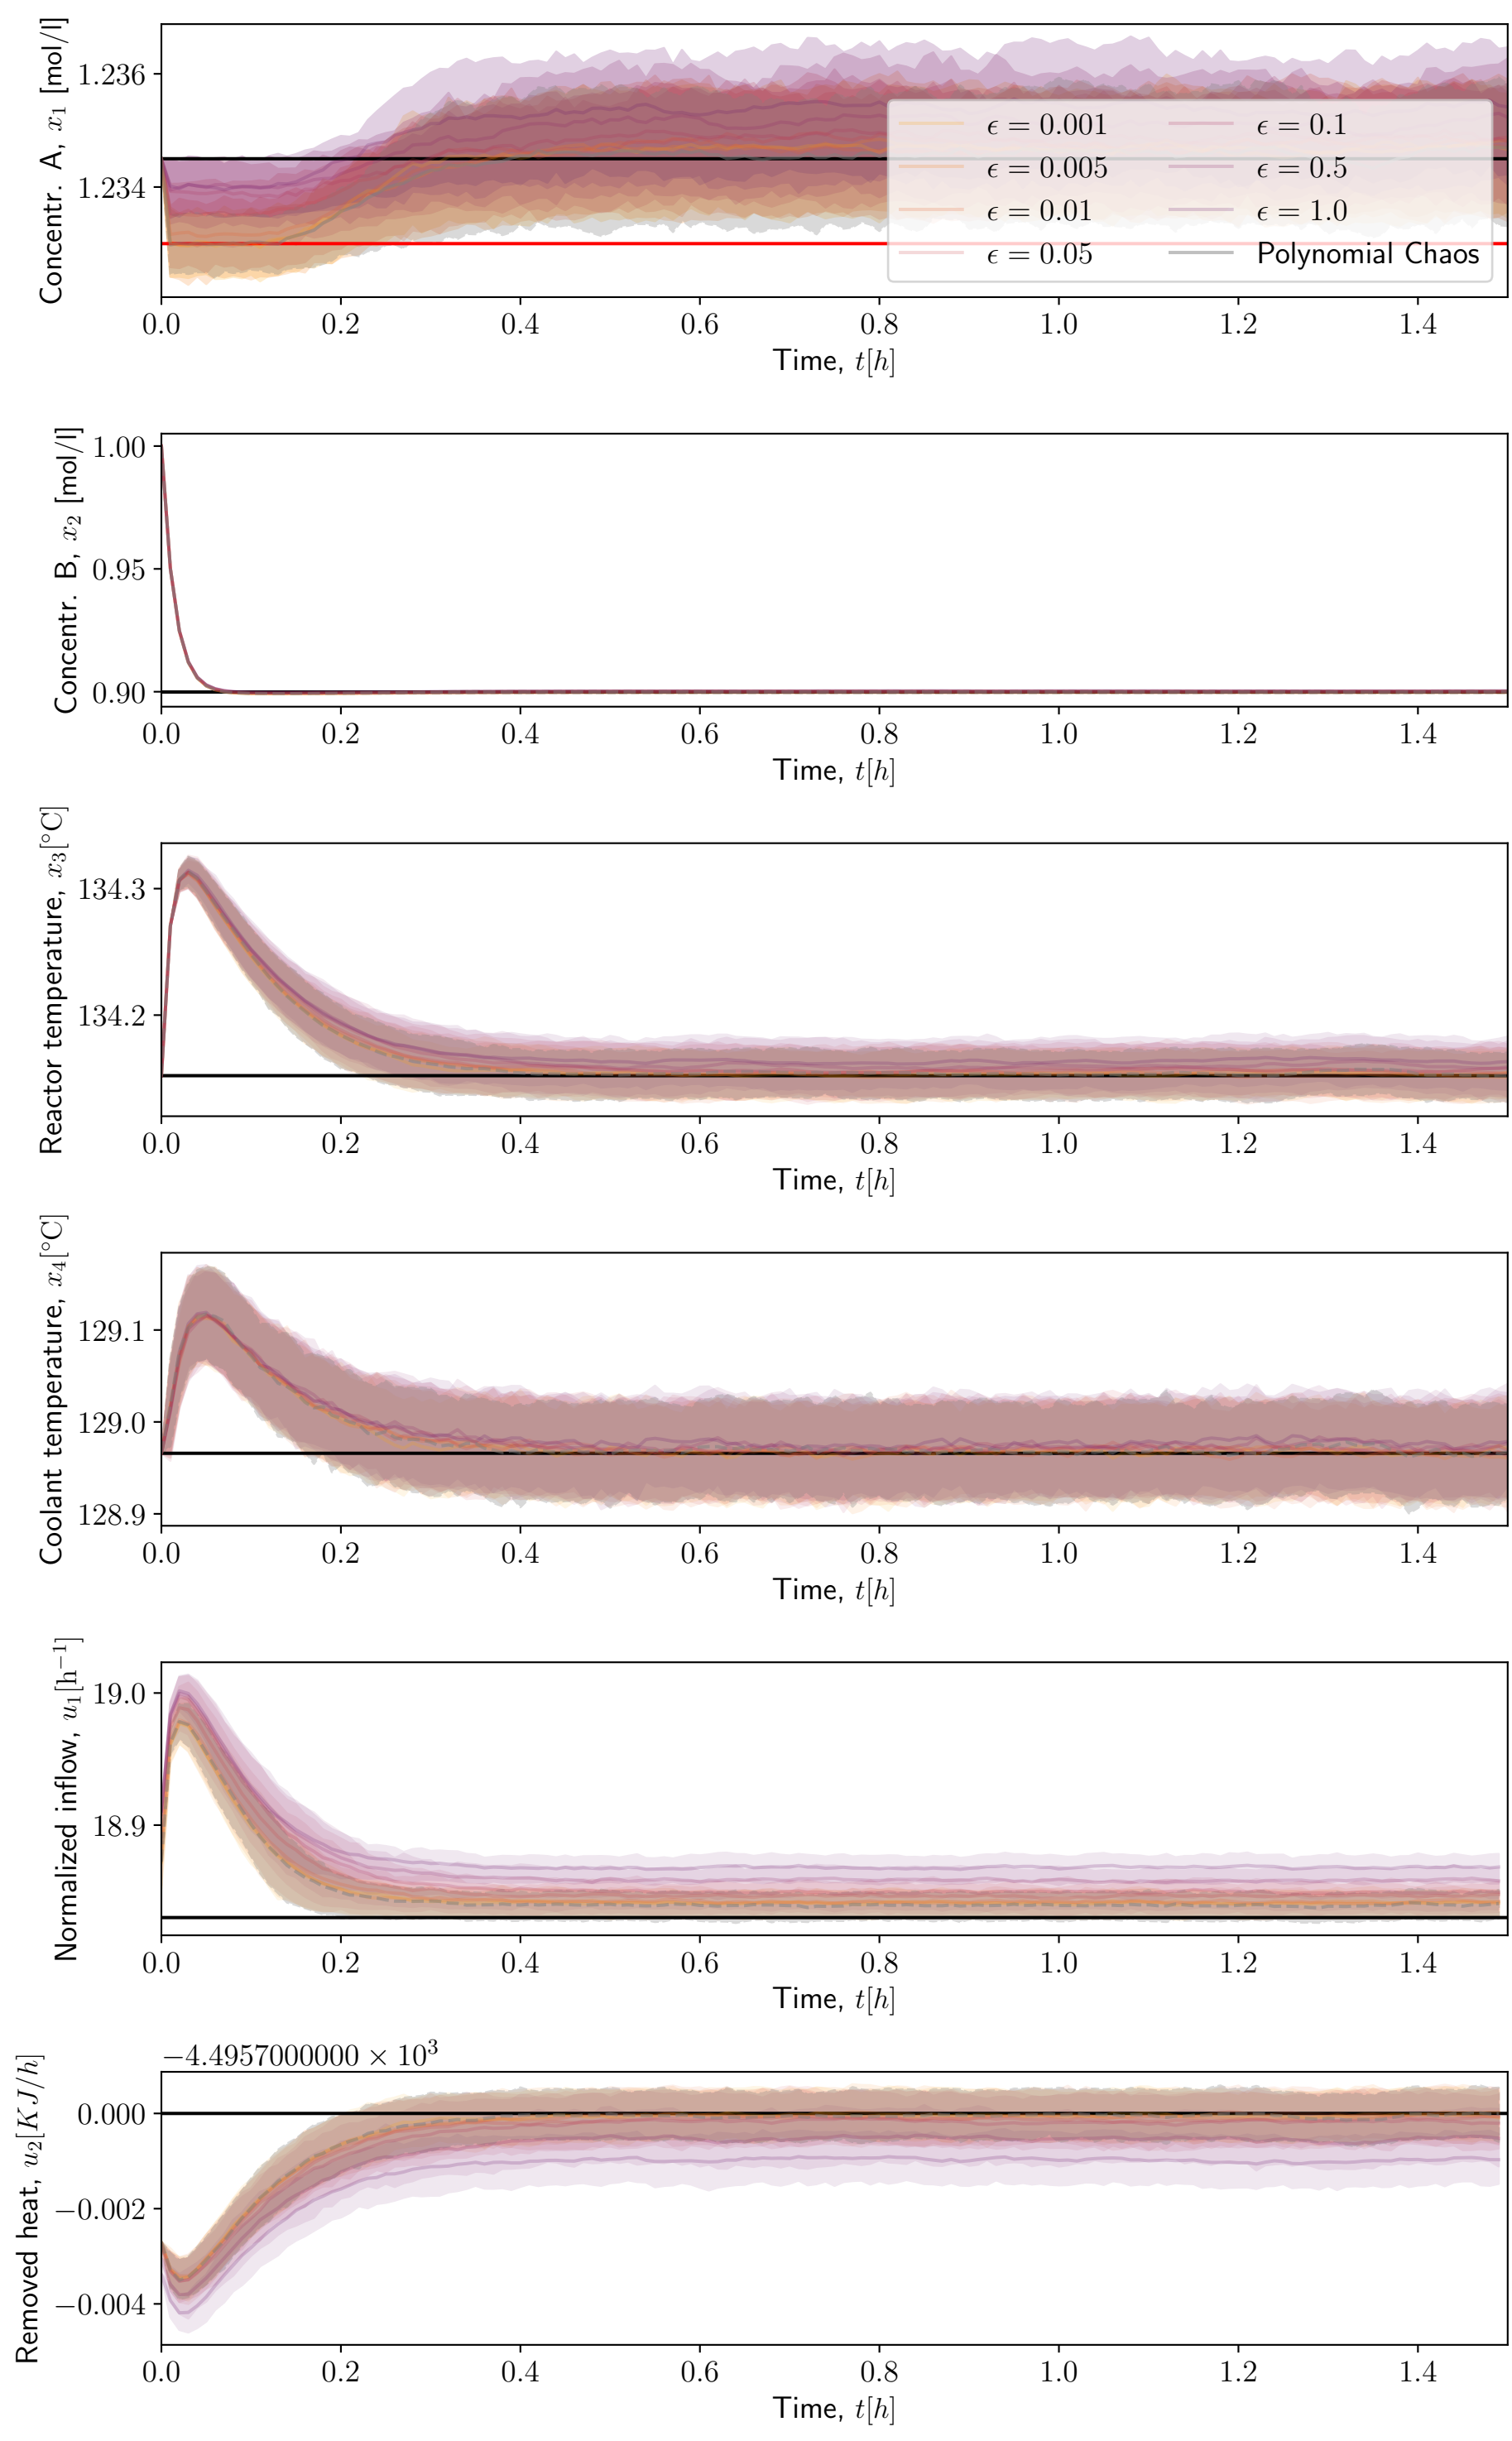 Concentr. A, x₁ [mol/l]
1.236
1.234
ϵ = 0.001
ϵ = 0.005
ϵ = 0.01
ϵ = 0.05
ϵ = 0.1
ϵ = 0.5
ϵ = 1.0
Polynomial Chaos
0.0 0.2 0.4 0.6 0.8 1.0 1.2 1.4
Time, t[h]
Concentr. B, x₂ [mol/l]
1.00
0.95
0.90
0.0 0.2 0.4 0.6 0.8 1.0 1.2 1.4
Time, t[h]
Reactor temperature, x₃[°C]
134.3
134.2
0.0 0.2 0.4 0.6 0.8 1.0 1.2 1.4
Time, t[h]
Coolant temperature, x₄[°C]
129.1
129.0
128.9
0.0 0.2 0.4 0.6 0.8 1.0 1.2 1.4
Time, t[h]
Normalized inflow, u₁[h⁻¹]
19.0
18.9
0.0 0.2 0.4 0.6 0.8 1.0 1.2 1.4
Time, t[h]
−4.4957000000 × 10³
Removed heat, u₂[KJ/h]
0.000
−0.002
−0.004
0.0 0.2 0.4 0.6 0.8 1.0 1.2 1.4
Time, t[h]